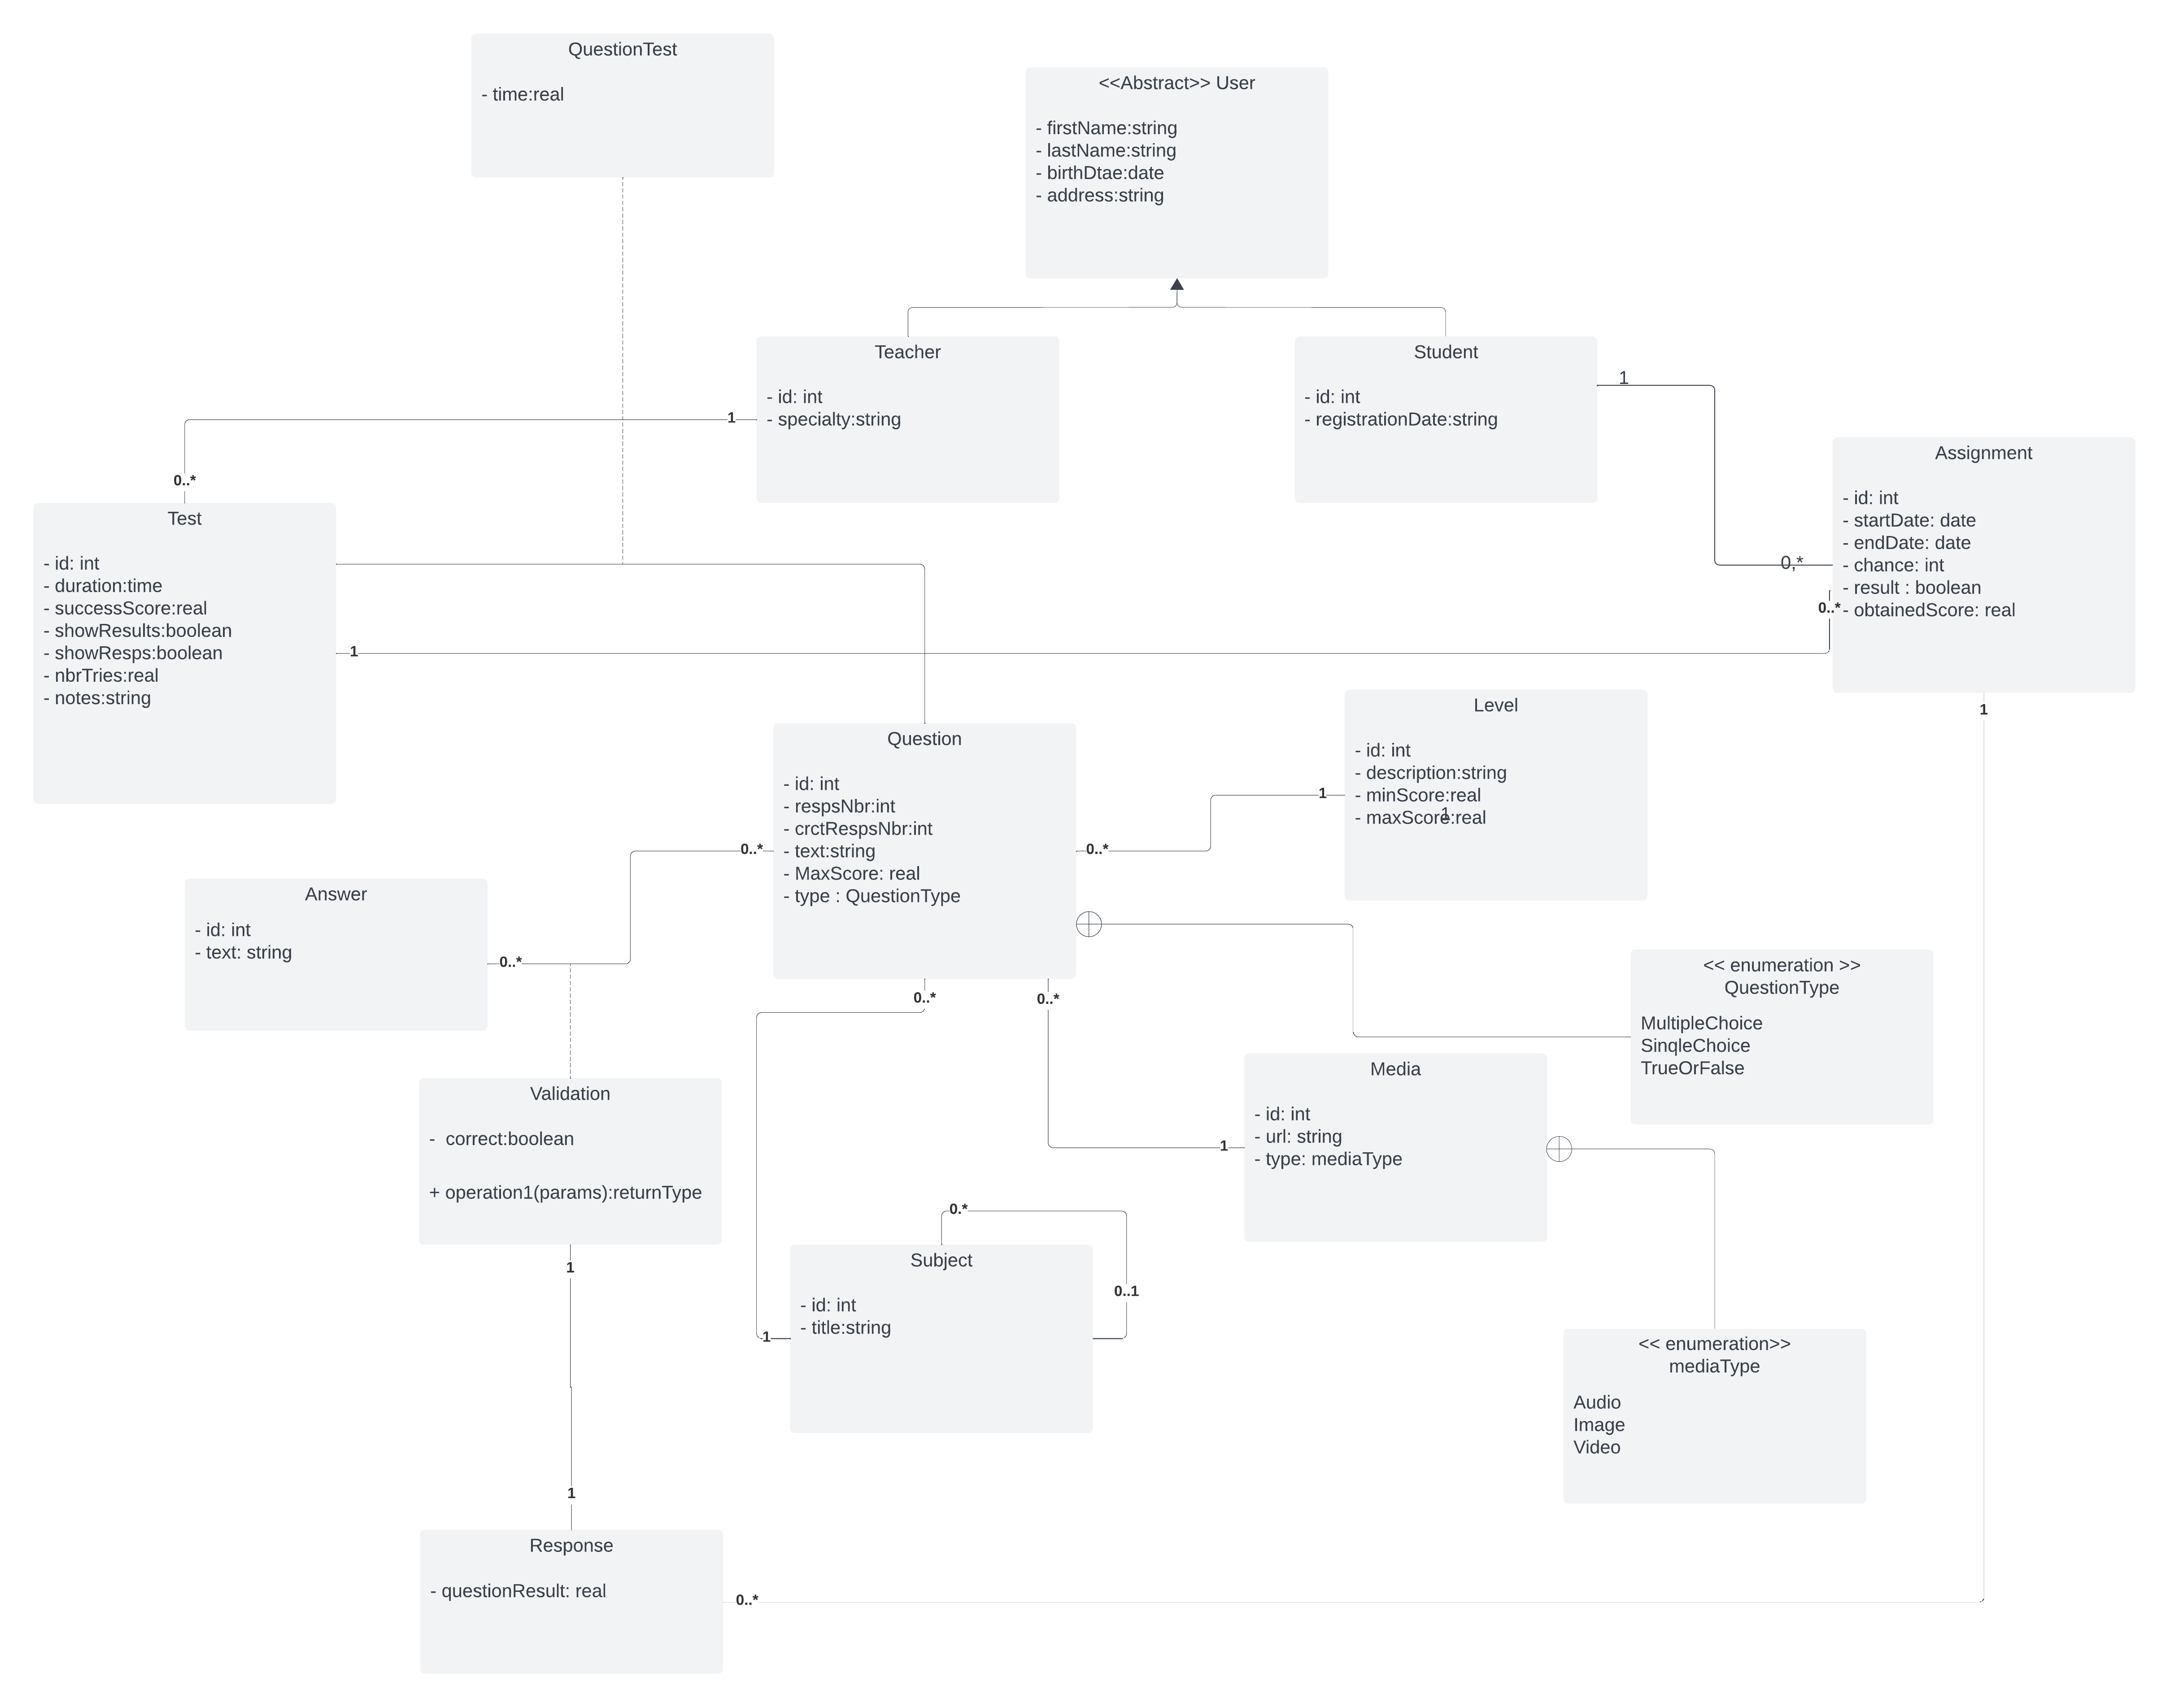 QuestionTest
- time:real
<<Abstract>> User
- firstName:string
- lastName:string
- birthDtae:date
- address:string
Teacher
- id: int
- specialty:string
Student
- id: int
- registrationDate:string
1
1
0..*
Assignment
- id: int
- startDate: date
- endDate: date
- chance: int
- result : boolean
- obtainedScore: real
0,*
0..*
Test
- id: int
- duration:time
- successScore:real
- showResults:boolean
- showResps:boolean
- nbrTries:real
- notes:string
1
1
Level
- id: int
- description:string
- minScore:real
- maxScore:real
1
1
Question
- id: int
- respsNbr:int
- crctRespsNbr:int
- text:string
- MaxScore: real
- type : QuestionType
0..*
0..*
Answer
- id: int
- text: string
0..*
<< enumeration >>
QuestionType
MultipleChoice
SinqleChoice
TrueOrFalse
0..*
0..*
Media
- id: int
- url: string
- type: mediaType
1
Validation
- correct:boolean
+ operation1(params):returnType
1
0.*
Subject
- id: int
- title:string
0..1
1
<< enumeration>>
mediaType
Audio
Image
Video
1
Response
- questionResult: real
0..*